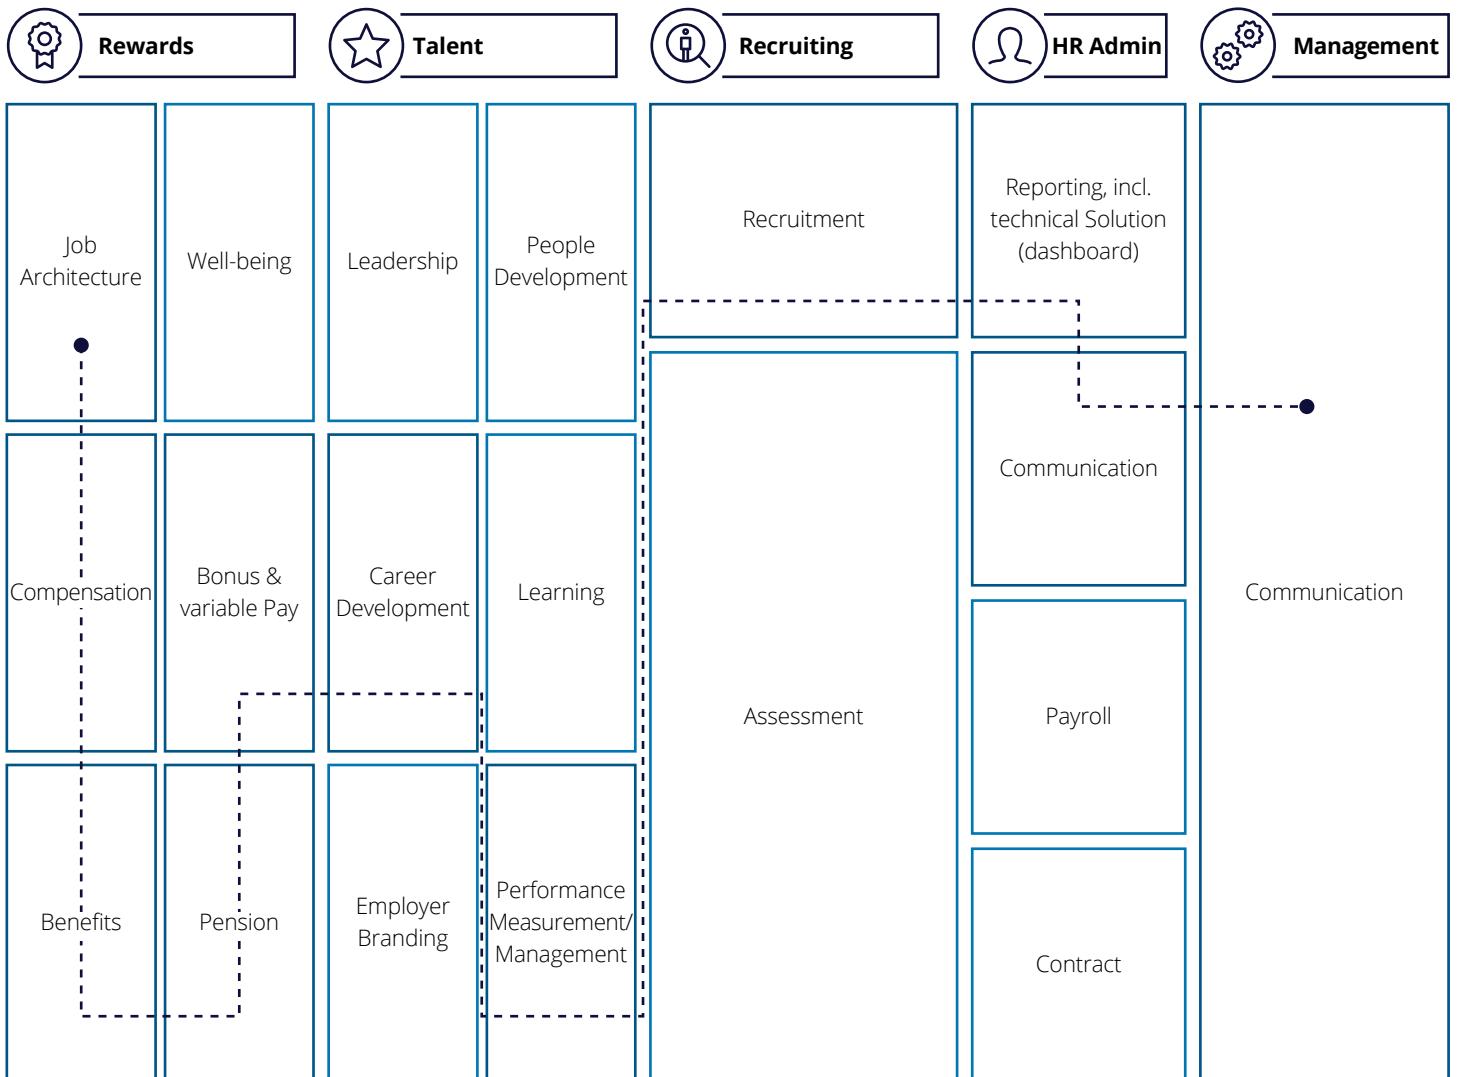 Rewards
Talent
Recruiting
HR Admin
Management
Job
Architecture
Well-being
Leadership
People
Development
Recruitment
Reporting, incl.
technical Solution
(dashboard)
Communication
Compensation
Bonus &
variable Pay
Career
Development
Learning
Communication
Assessment
Payroll
Benefits
Pension
Employer
Branding
Performance
Measurement/
Management
Contract